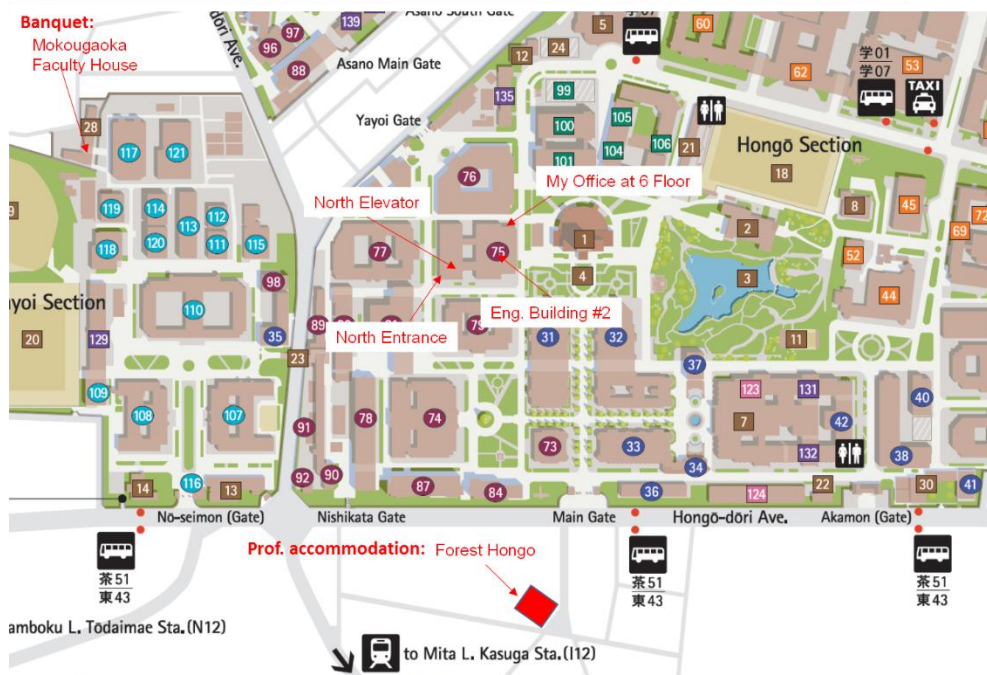 Banquet:
Mokougaoka
Faculty House
dori Ave.
97
96
88
139
Asano South Gate
Asano Main Gate
5
12
24
60
62
学01
学07
53
TAXI
Yayoi Gate
135
99
100
101
105
104
106
21
Hongō Section
18
28
117
121
119
114
112
113
118
120
111
115
76
My Office at 6 Floor
North Elevator
77
75
1
4
2
8
45
72
69
52
3
44
98
yoi Section
20
110
35
129
23
89
North Entrance
79
Eng. Building #2
31
32
11
37
109
108
107
91
78
74
73
33
123
131
7
42
132
34
40
38
14
116
13
92
90
87
84
36
124
22
30
41
Nō-seimon (Gate)
Nishikata Gate
Main Gate
Hongō-dōri Ave.
Akamon (Gate)
茶51
東43
Prof. accommodation:
Forest Hongo
茶51
東43
茶51
東43
amboku L. Tōdaimae Sta.(N12)
to Mita L. Kasuga Sta.(I12)